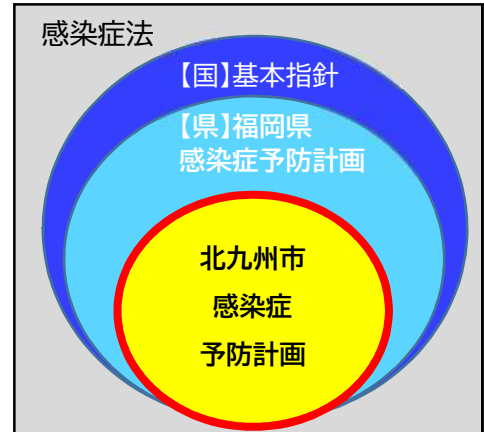 感染症法
【国】基本指針
【県】福岡県
感染症予防計画
北九州市
感染症
予防計画